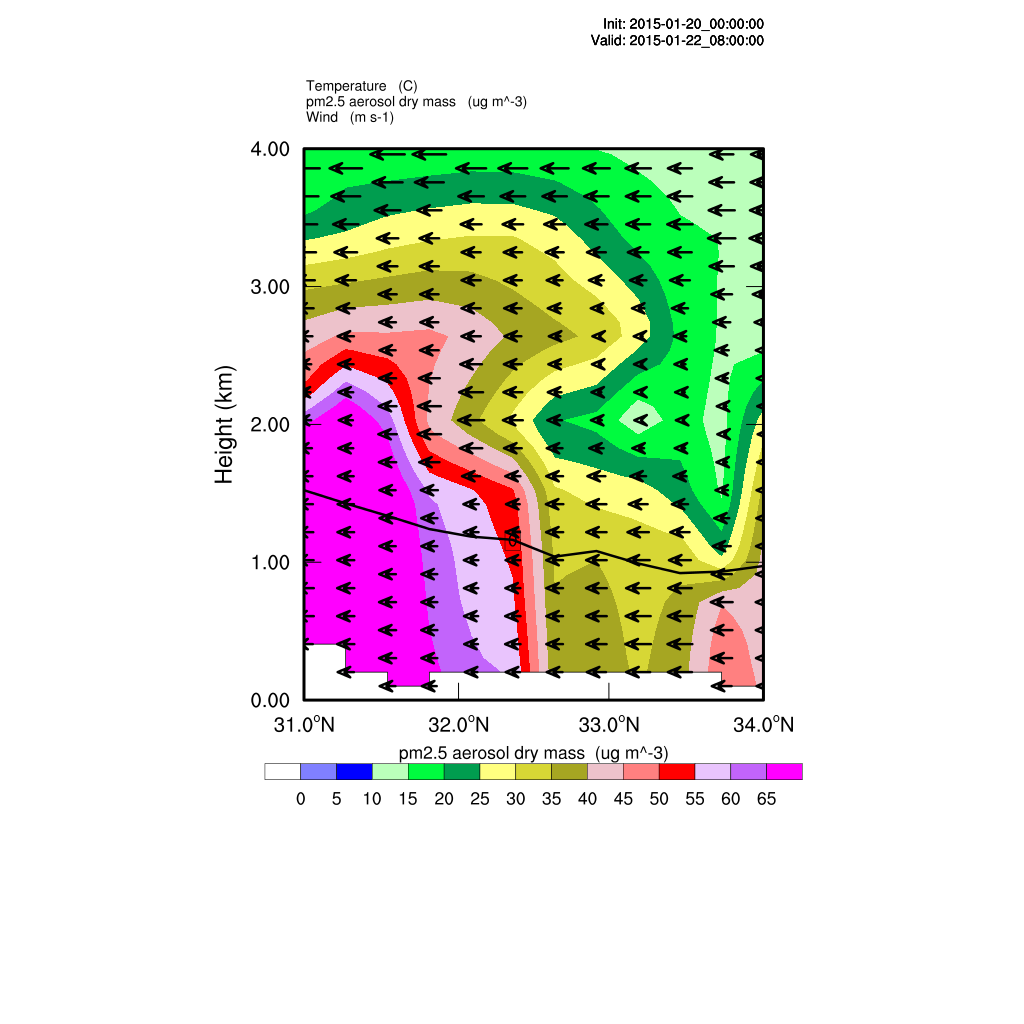 Init: 2015-01-20_00:00:00
Valid: 2015-01-22_08:00:00
Temperature (C)
pm2.5 aerosol dry mass (ug m^-3)
Wind (m s-1)
4.00
3.00
2.00
1.00
0.00
Height (km)
31.0°N 32.0°N 33.0°N 34.0°N
pm2.5 aerosol dry mass (ug m^-3)
0 5 10 15 20 25 30 35 40 45 50 55 60 65